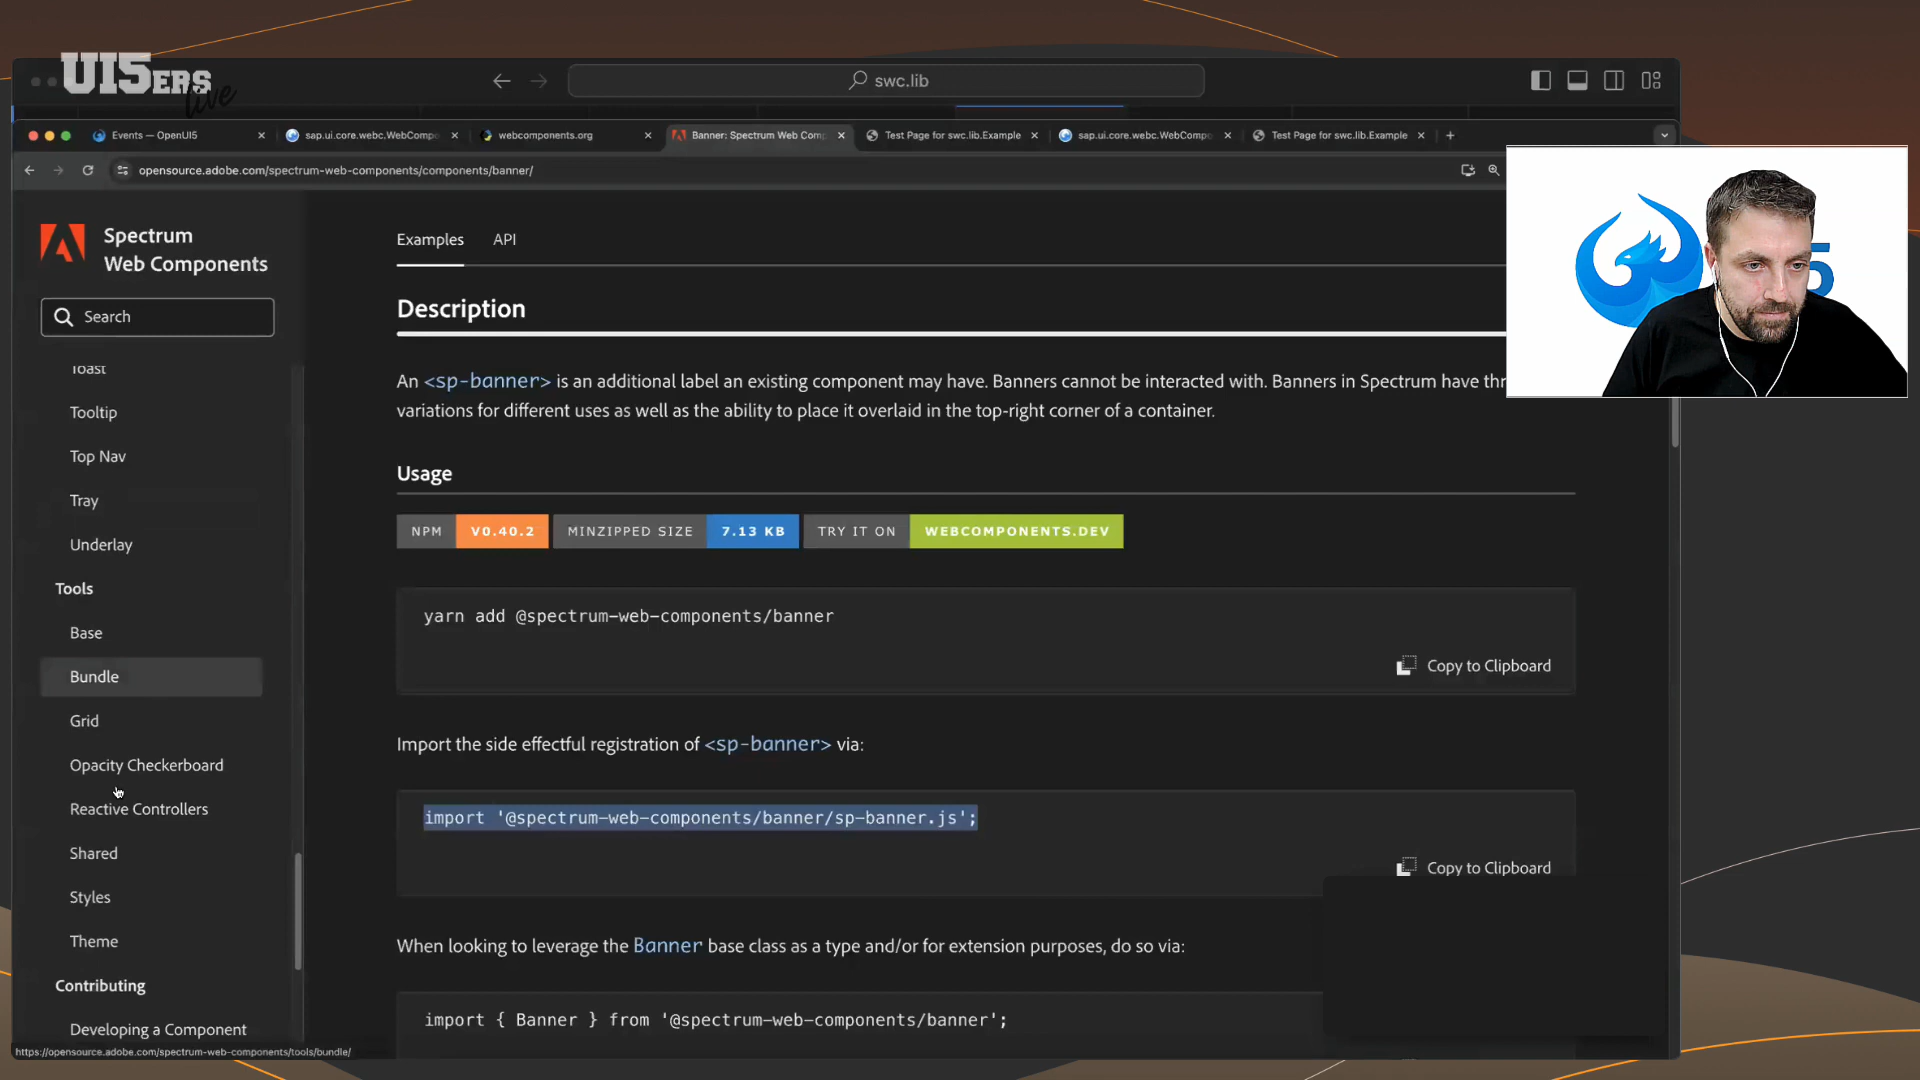 UI5ers
live
swc.lib
Events — OpenUI5
sap.ui.core.webc.WebCompo
webcomponents.org
Banner: Spectrum Web Comp
Test Page for swc.lib.Example
sap.ui.core.webc.WebCompo
Test Page for swc.lib.Example
opensource.adobe.com/spectrum-web-components/components/banner/
Spectrum
Web Components
Search
Toast
Tooltip
Top Nav
Tray
Underlay
Tools
Base
Bundle
Grid
Opacity Checkerboard
Reactive Controllers
Shared
Styles
Theme
Contributing
Developing a Component
https://opensource.adobe.com/spectrum-web-components/tools/bundle/
Examples API
Description
An <sp-banner> is an additional label an existing component may have. Banners cannot be interacted with. Banners in Spectrum have thr
variations for different uses as well as the ability to place it overlaid in the top-right corner of a container.
Usage
NPM V0.40.2 MINZIPPED SIZE 7.13 KB TRY IT ON WEBCOMPONENTS.DEV
yarn add @spectrum-web-components/banner
Copy to Clipboard
Import the side effectful registration of <sp-banner> via:
import '@spectrum-web-components/banner/sp-banner.js';
Copy to Clipboard
When looking to leverage the Banner base class as a type and/or for extension purposes, do so via:
import { Banner } from '@spectrum-web-components/banner';
5